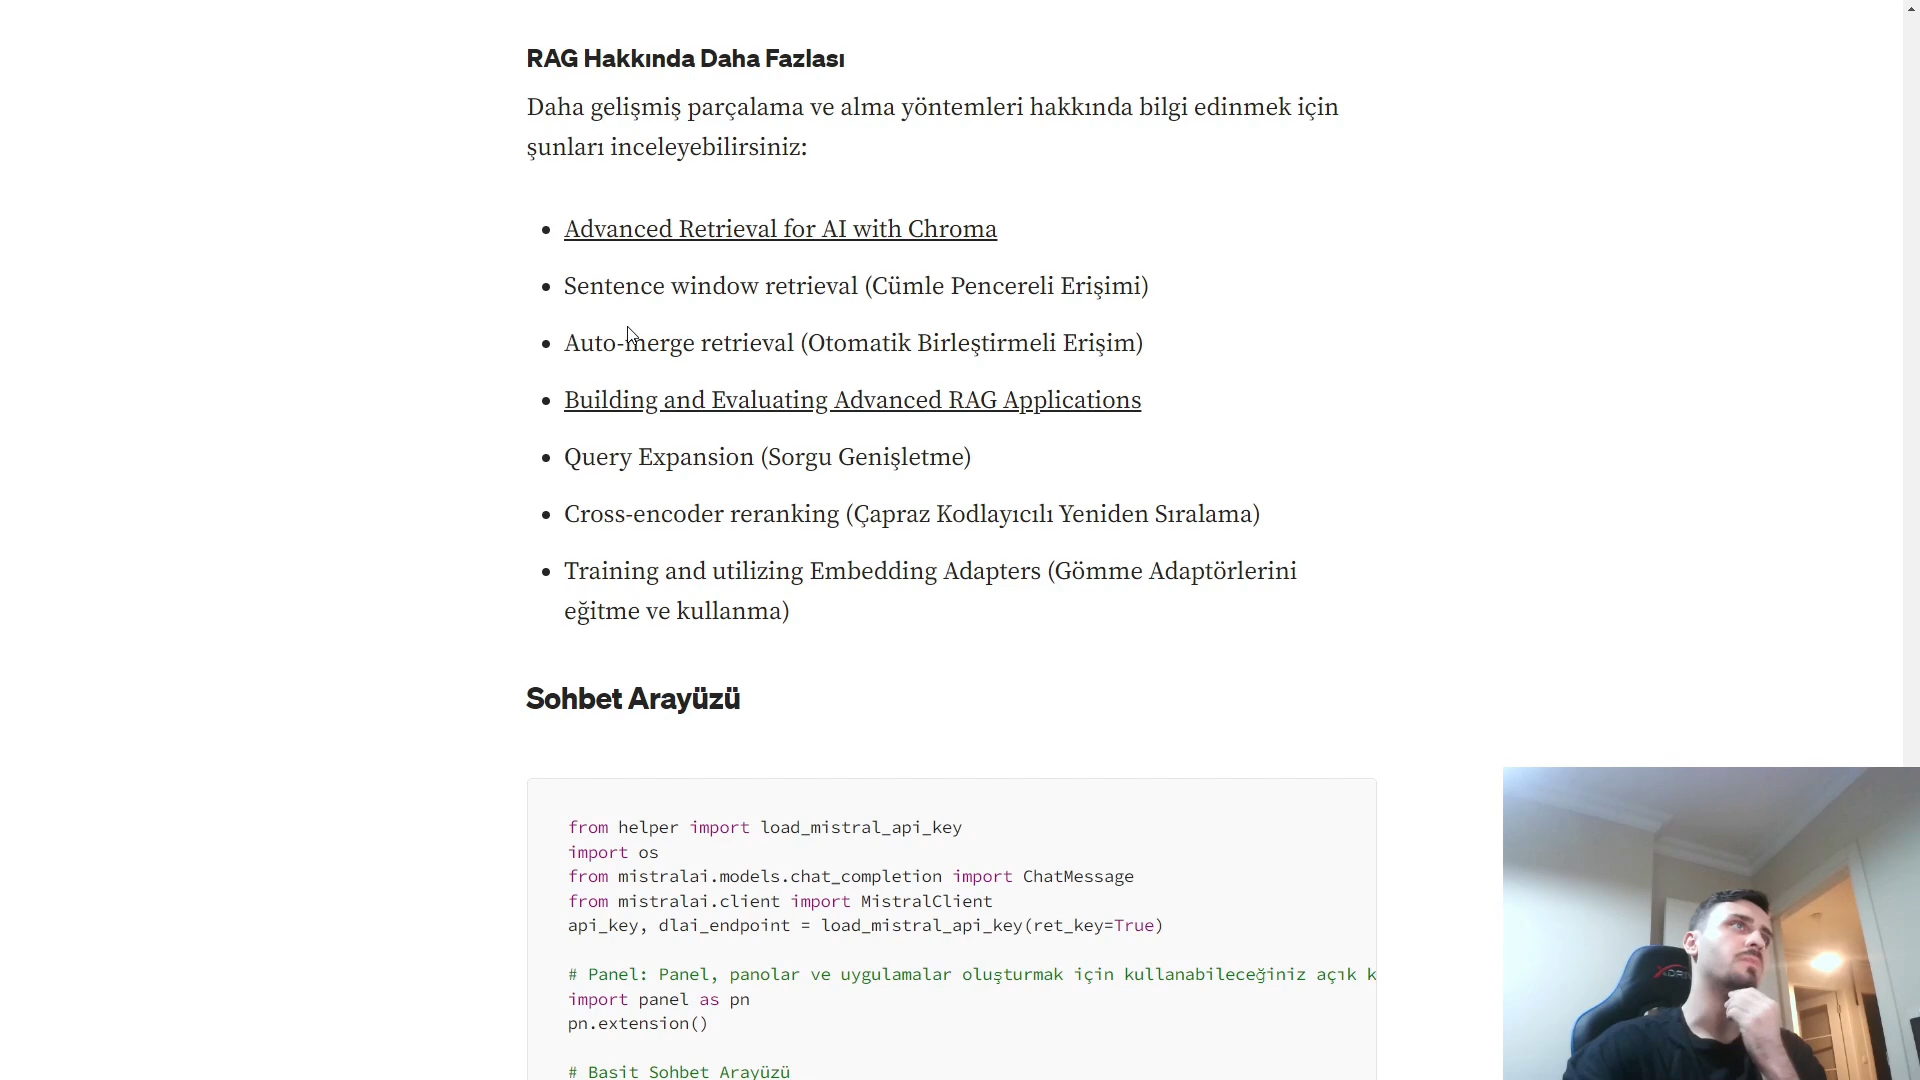 RAG Hakkında Daha Fazlası
Daha gelişmiş parçalama ve alma yöntemleri hakkında bilgi edinmek için
şunları inceleyebilirsiniz:
• Advanced Retrieval for AI with Chroma
• Sentence window retrieval (Cümle Pencereli Erişimi)
• Auto-merge retrieval (Otomatik Birleştirmeli Erişim)
• Building and Evaluating Advanced RAG Applications
• Query Expansion (Sorgu Genişletme)
• Cross-encoder reranking (Çapraz Kodlayıcılı Yeniden Sıralama)
• Training and utilizing Embedding Adapters (Gömme Adaptörlerini
eğitme ve kullanma)
Sohbet Arayüzü
from helper import load_mistral_api_key
import os
from mistralai.models.chat_completion import ChatMessage
from mistralai.client import MistralClient
api_key, dlai_endpoint = load_mistral_api_key(ret_key=True)
# Panel: Panel, panolar ve uygulamalar oluşturmak için kullanabileceğiniz açık k
import panel as pn
pn.extension()
# Basit Sohbet Arayüzü